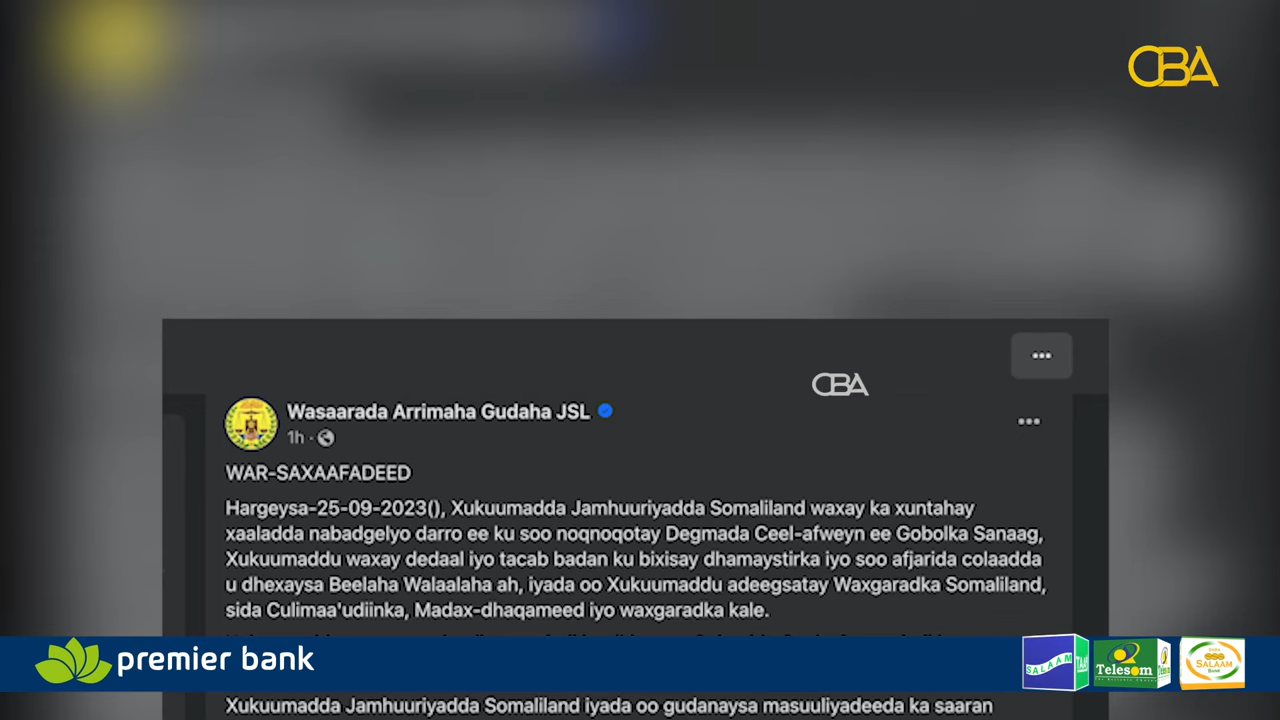 CBA
CBA
Wasaarada Arrimaha Gudaha JSL
1h ·
WAR-SAXAAFADEED
Hargeysa-25-09-2023(), Xukuumadda Jamhuuriyadda Somaliland waxay ka xuntahay
xaaladda nabadgelyo darro ee ku soo noqnoqotay Degmada Ceel-afweyn ee Gobolka Sanaag,
Xukuumaddu waxay dedaal iyo tacab badan ku bixisay dhamaystirka iyo soo afjarida colaadda
u dhexaysa Beelaha Walaalaha ah, iyada oo Xukuumaddu adeegsatay Waxgaradka Somaliland,
sida Culimaa'udiinka, Madax-dhaqameed iyo waxgaradka kale.
premier bank
SALAAM
Telesom
SALAAM
BANK
Xukuumadda Jamhuuriyadda Somaliland iyada oo gudanaysa masuuliyadeeda ka saaran